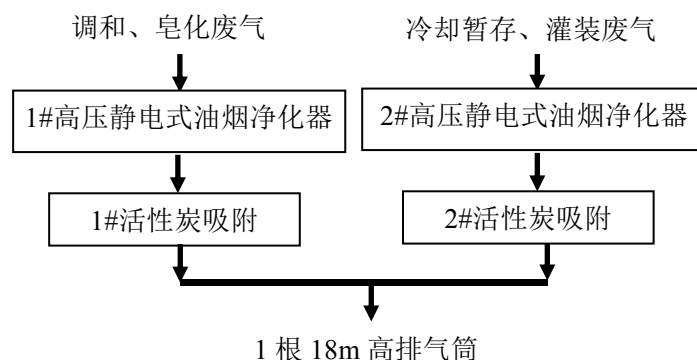 调和、皂化废气
冷却暂存、灌装废气
1#高压静电式油烟净化器
2#高压静电式油烟净化器
1#活性炭吸附
2#活性炭吸附
1 根 18m 高排气筒